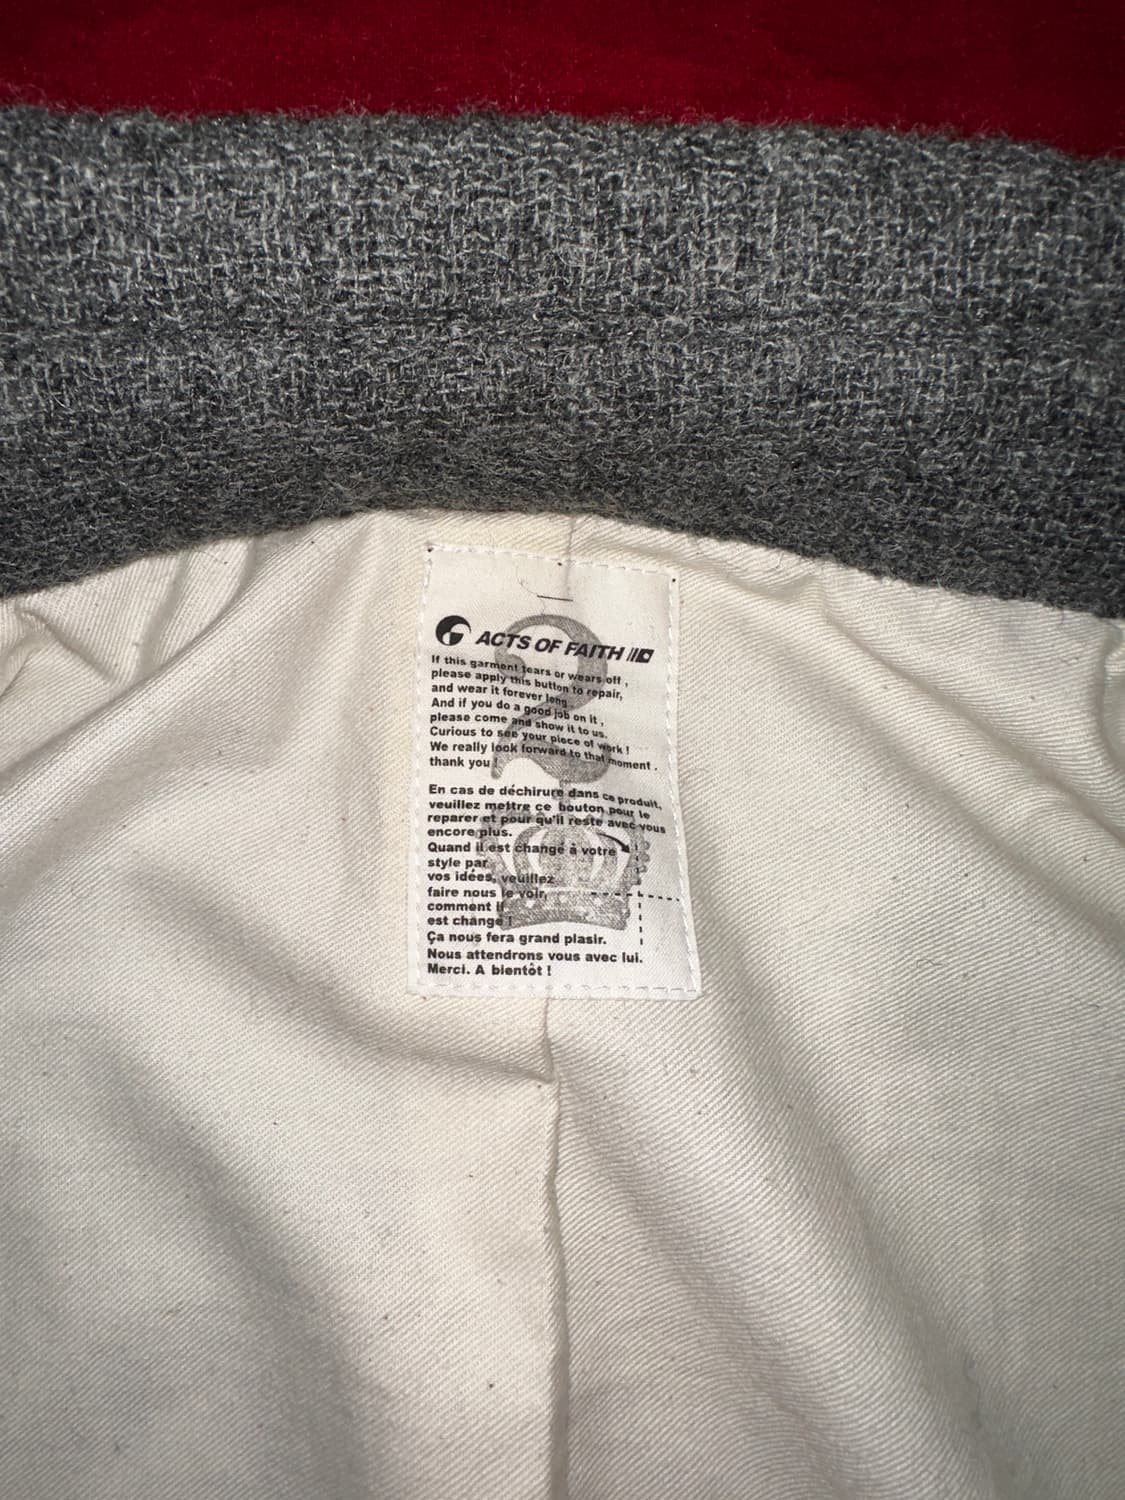 ACTS OF FAITH
If this garment tears or wears off ,
please apply this button to repair,
and wear it forever long .
And if you do a good job on it ,
please come and show it to us.
Curious to see your piece of work !
We really look forward to that moment .
thank you !
2
En cas de déchirure dans ce produit,
veuillez mettre ce bouton pour le
reparer et pour qu'il reste avec vous
encore plus.
Quand il est change à votre
style par
vos idées, veuillez
faire nous le voir,
comment il
est change !
Ça nous fera grand plasir.
Nous attendrons vous avec lui.
Merci. A bientôt !